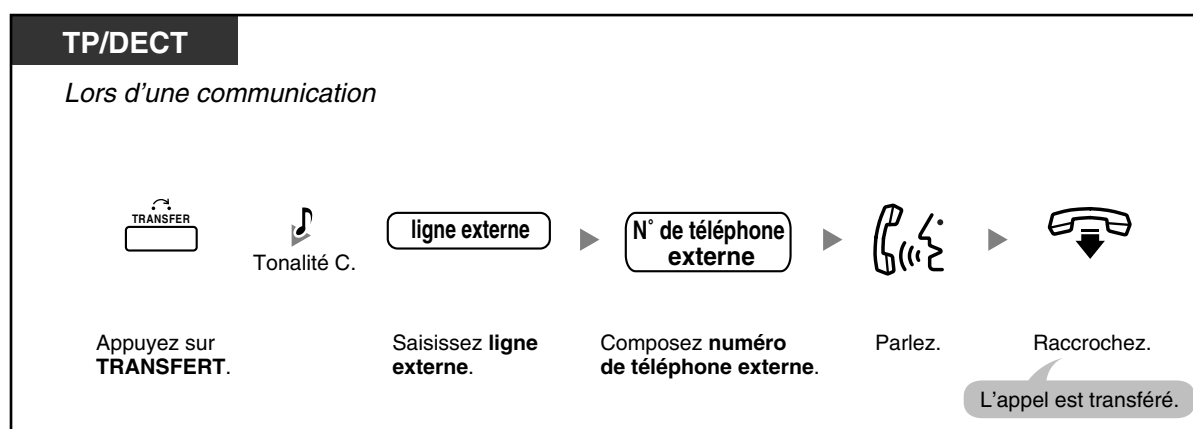 TP/DECT
Lors d'une communication
TRANSFER
Tonalité C.
ligne externe
N° de téléphone
externe
Appuyez sur
TRANSFERT.
Saisissez ligne
externe.
Composez numéro
de téléphone externe.
Parlez.
Raccrochez.
L'appel est transféré.